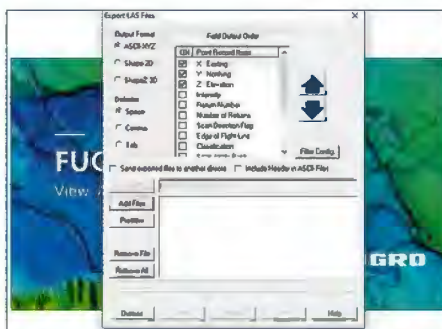 Export LAS Files
Output Format
Field Output Order
ASCII-XYZ
Shape 2D
ShapeZ 3D
ON Point Record Item
X Easting
Y Northing
Z Elevation
Intensity
Return Number
Number of Returns
Scan Direction Flag
Edge of Flight Line
Classification
Delimiter
Space
Comma
Tab
Filter Config.
Send exported files to another directory
Include Header in ASCII Files
Add Files
Remove File
Remove All
Help
FUG
View
GRO